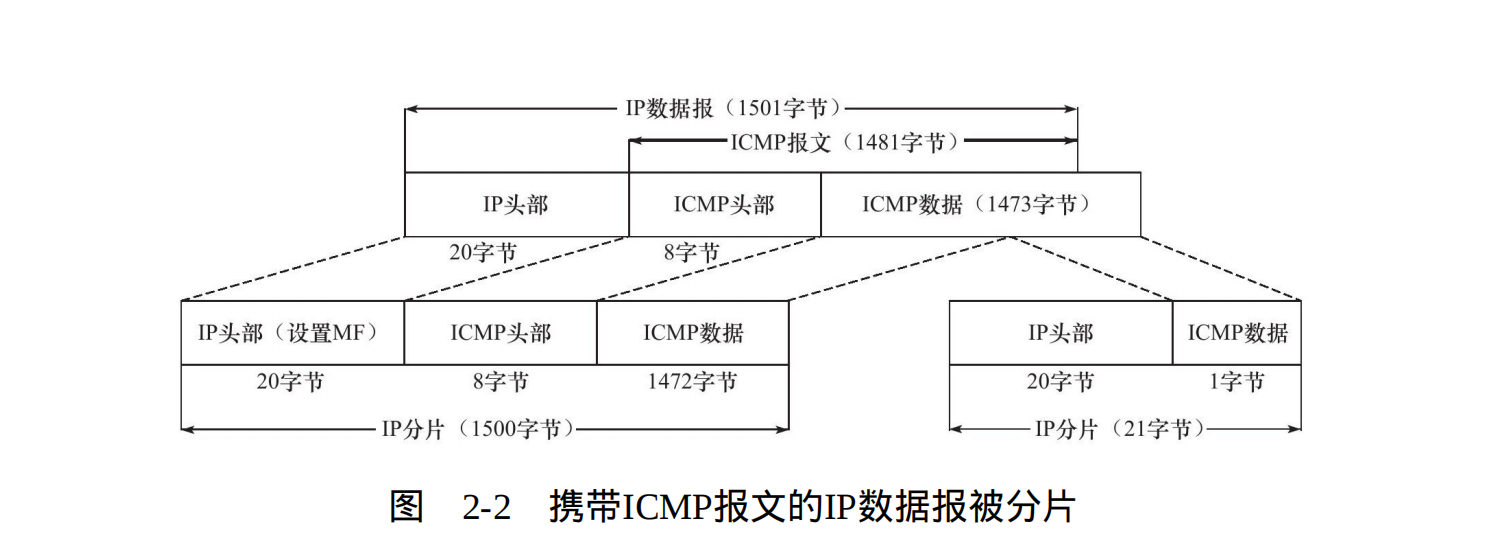 IP数据报（1501字节）
ICMP报文（1481字节）
IP头部 ICMP头部 ICMP数据（1473字节）
20字节 8字节
IP头部（设置MF） ICMP头部 ICMP数据 IP头部 ICMP数据
20字节 8字节 1472字节 20字节 1字节
IP分片（1500字节） IP分片（21字节）
图 2-2 携带ICMP报文的IP数据报被分片